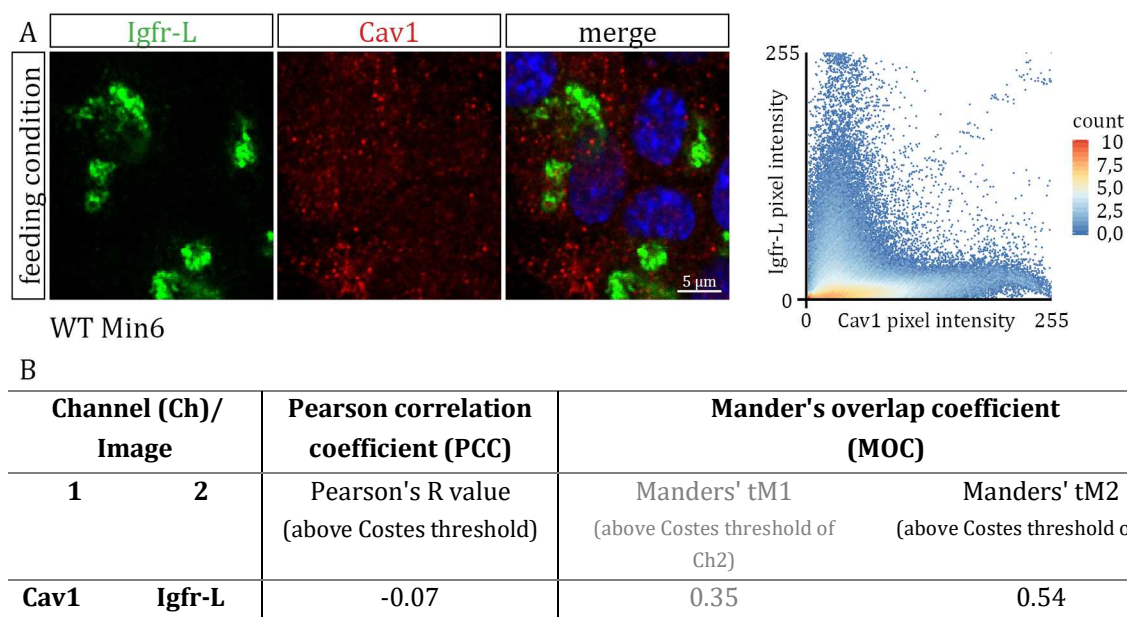 A
Igfr-L
Cav1
merge
feeding condition
5 µm
WT Min6
255
Igfr-L pixel intensity
0
0
Cav1 pixel intensity
255
count
10
7,5
5,0
2,5
0,0
B
Channel (Ch)/
Image
Pearson correlation
coefficient (PCC)
Mander's overlap coefficient
(MOC)
1 2
Pearson's R value
(above Costes threshold)
Manders' tM1
(above Costes threshold of
Ch2)
Manders' tM2
(above Costes threshold o
Cav1 Igfr-L -0.07 0.35 0.54